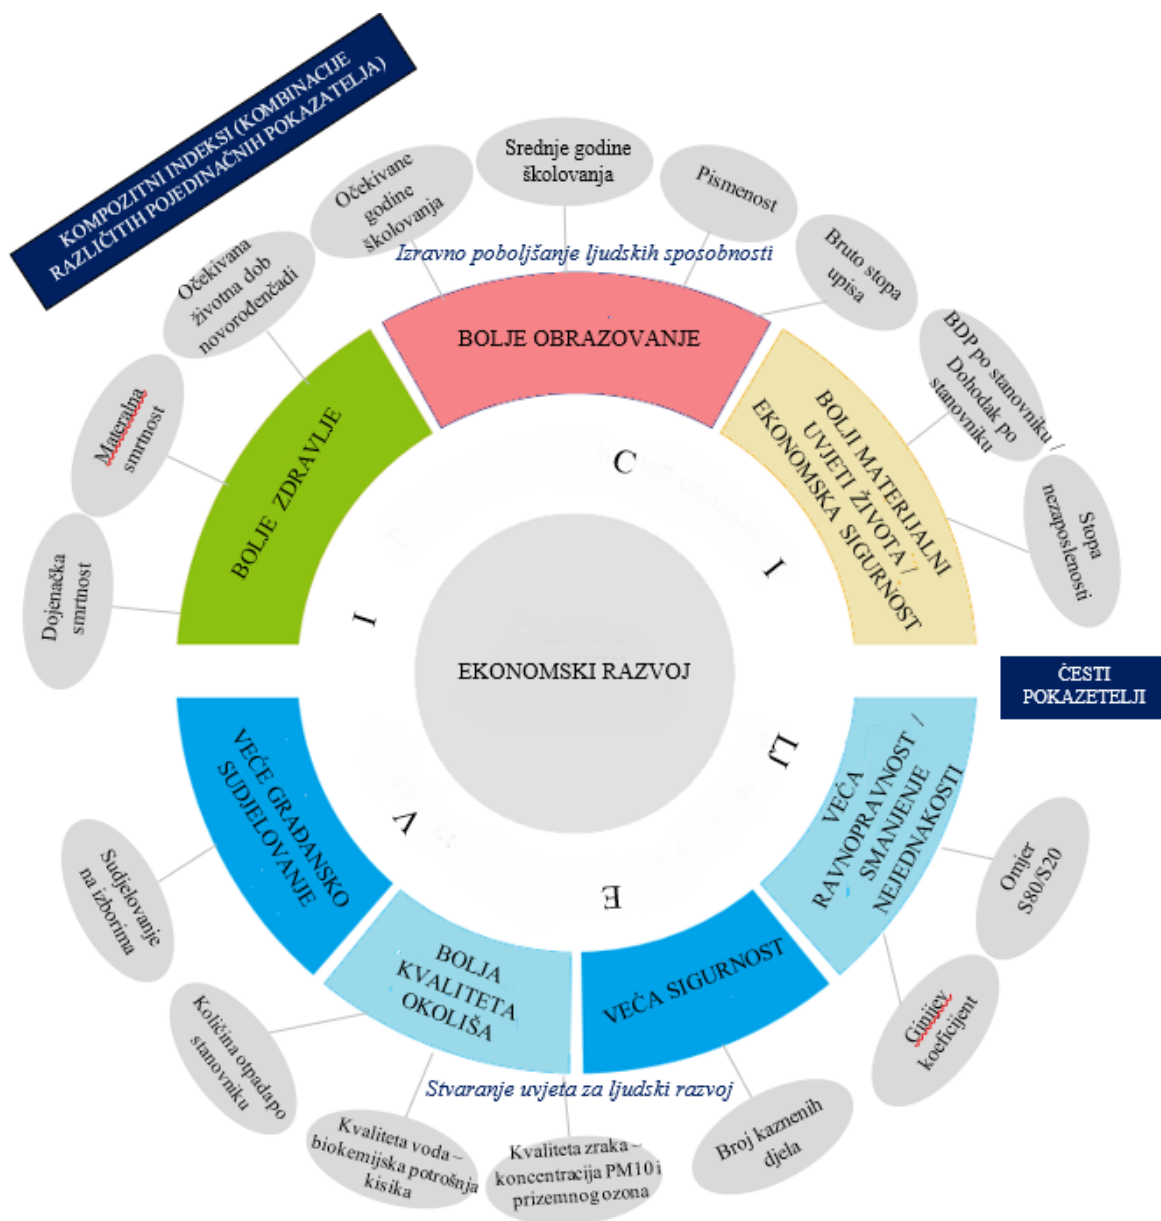 KOMPOZITNI INDEKSI (KOMBINACIJE
RAZLIČITIH POJEDINAČNIH POKAZATELJA)
Očekivane
godine
školovanja
Srednje godine
školovanja
Pismenost
Bruto stopa
upisa
Izravno poboljšanje ljudskih sposobnosti
Očekivana
životna dob
novorođenčadi
Materalna
smrtnost
Dojenačka
smrtnost
BDP po stanovniku /
Dohodak po
stanovniku
Stopa
nezaposlenosti
BOLJE OBRAZOVANJE
BOLJE ZDRAVLJE
BOLJI MATERIJALNI
UVJETI ŽIVOTA /
EKONOMSKA SIGURNOST
C
I
LJ
E
V
I
EKONOMSKI RAZVOJ
ČESTI
POKAZETELJI
VEĆE GRAĐANSKO
SUDJELOVANJE
BOLJA
KVALITETA
OKOLIŠA
VEĆA SIGURNOST
VEĆA
RAVNOPRAVNOST /
SMANJENJE
NEJEDNAKOSTI
Omjer
S80/S20
Ginijev
koeficijent
Sudjelovanje
na izborima
Količina otpada po
stanovniku
Stvaranje uvjeta za ljudski razvoj
Kvaliteta voda –
biokemijska potrošnja
kisika
Kvaliteta zraka –
koncentracija PM10 i
prizemnog ozona
Broj kaznenih
djela